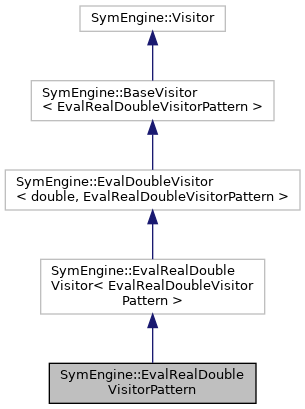 SymEngine::Visitor
SymEngine::BaseVisitor
< EvalRealDoubleVisitorPattern >
SymEngine::EvalDoubleVisitor
< double, EvalRealDoubleVisitorPattern >
SymEngine::EvalRealDouble
Visitor< EvalRealDoubleVisitor
Pattern >
SymEngine::EvalRealDouble
VisitorPattern